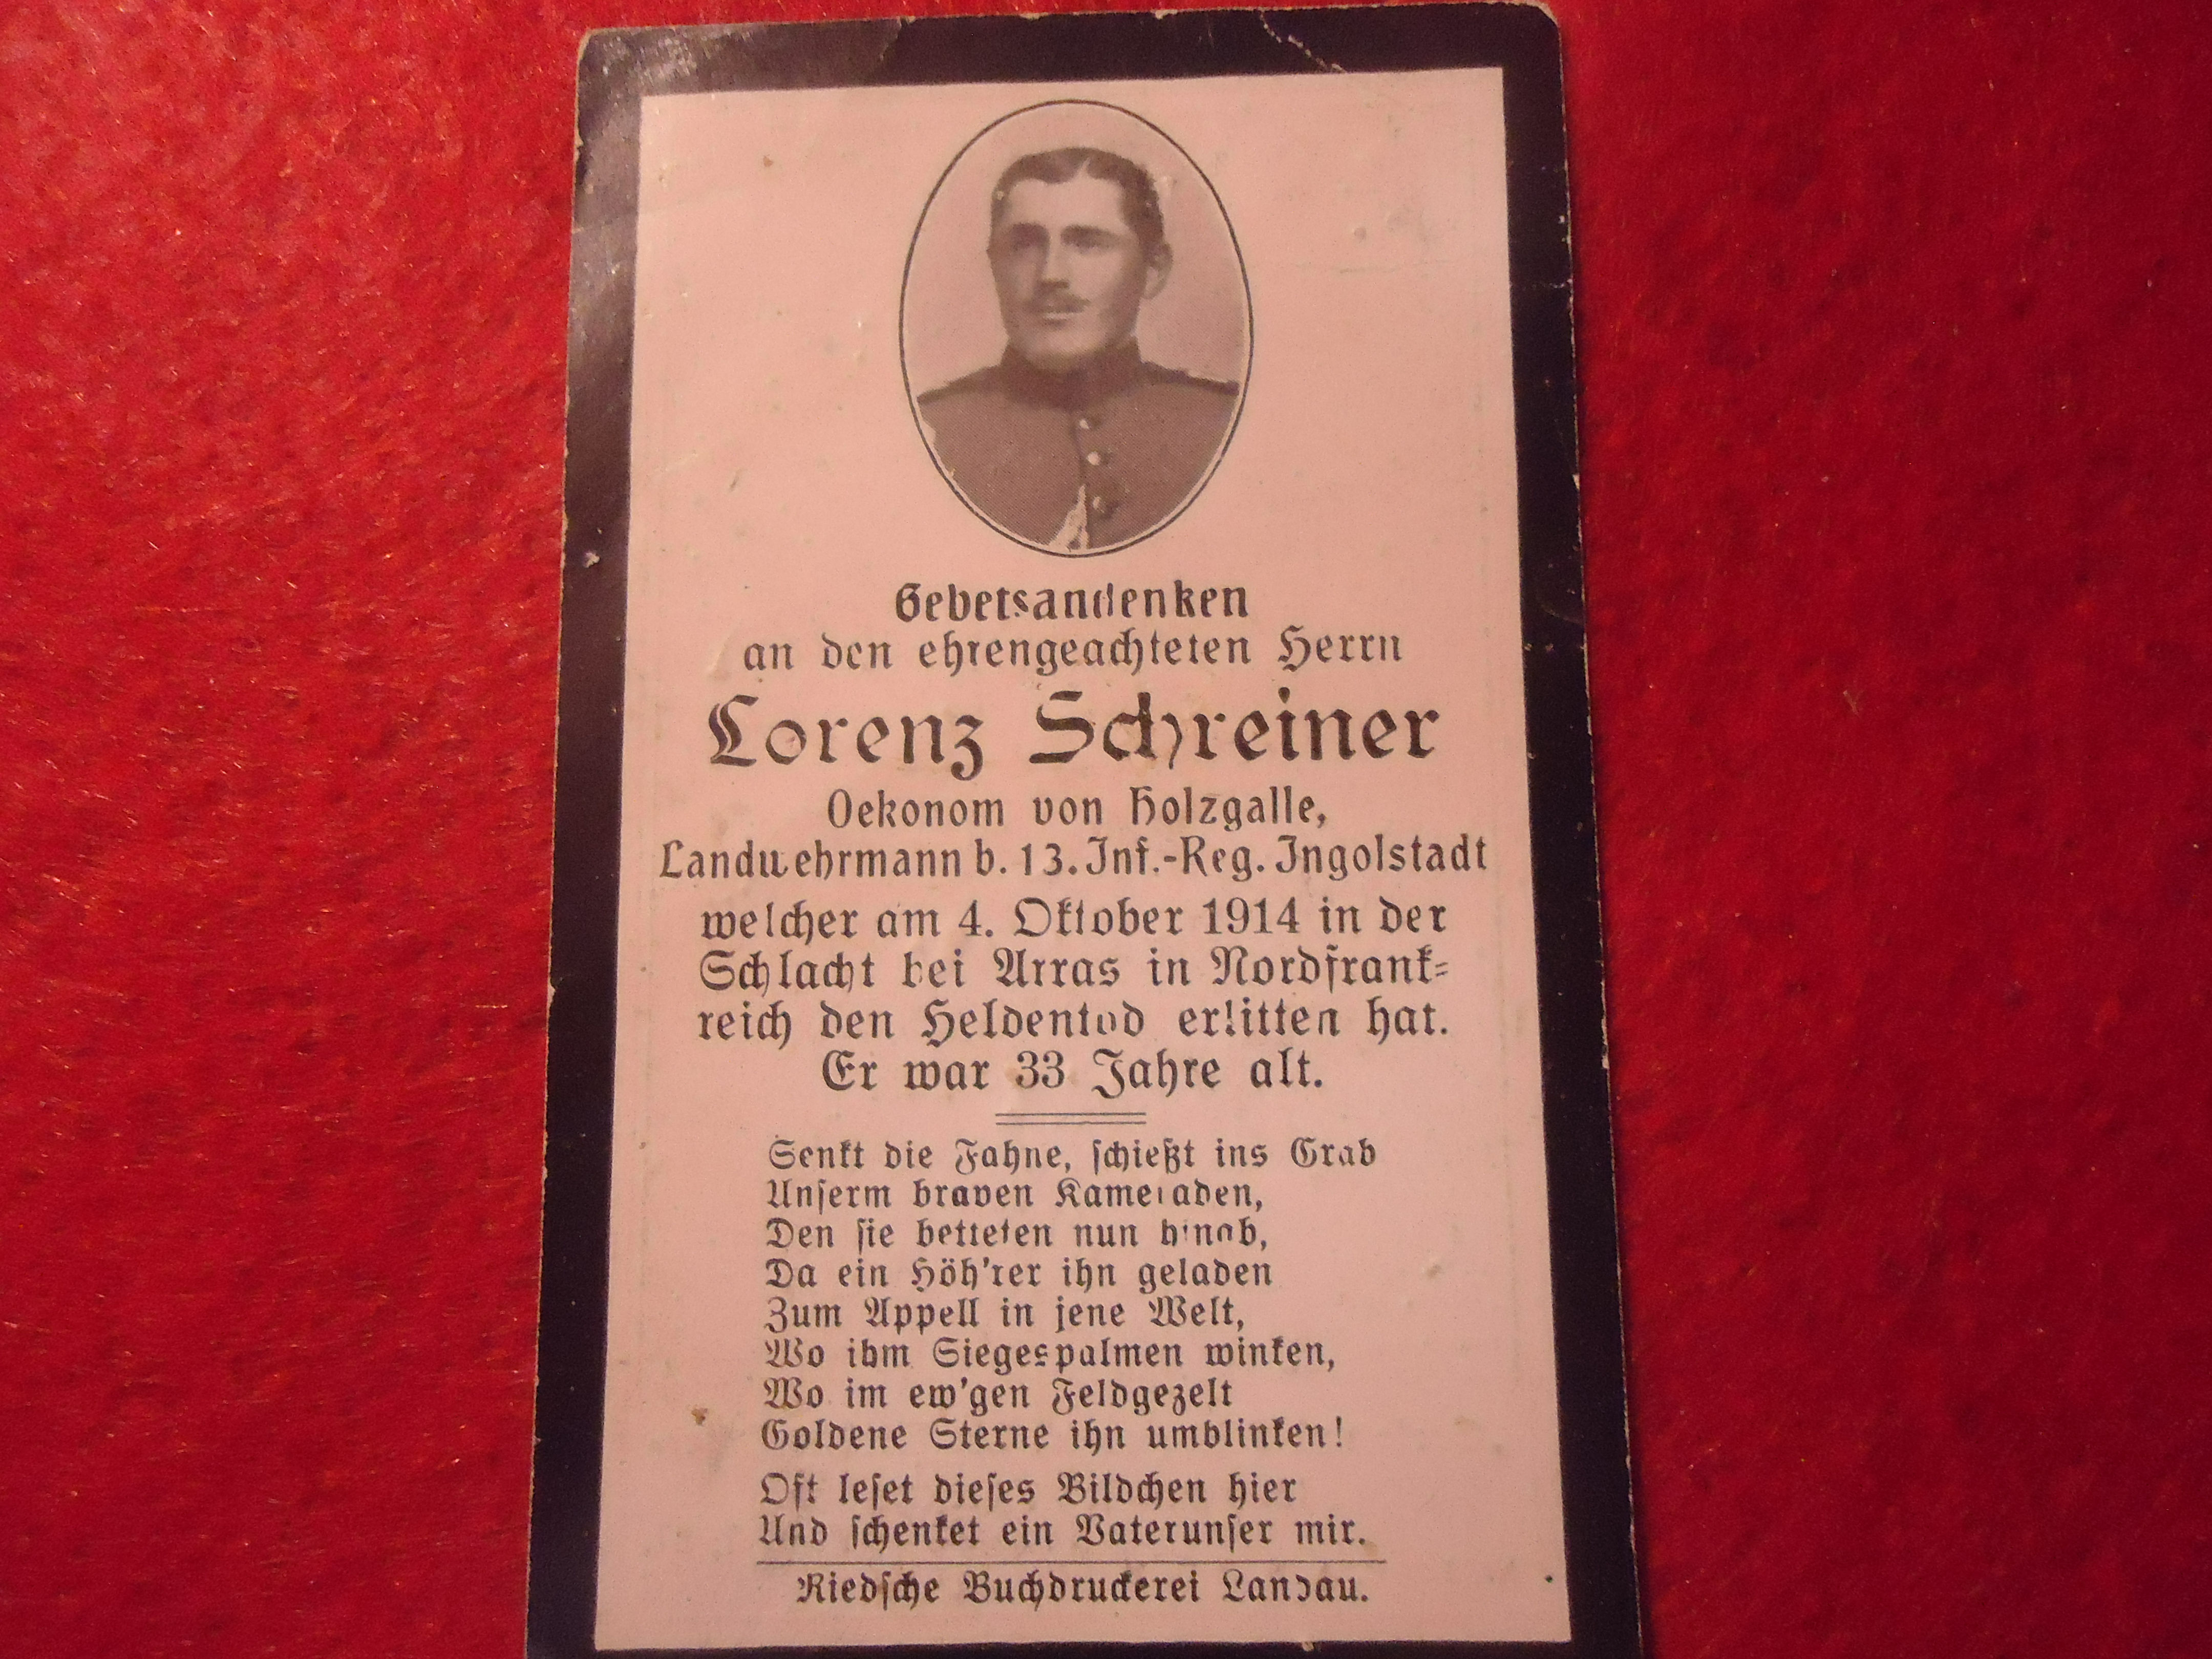 Gebetsandenken
an den ehrengeachteten Herrn
Lorenz Schreiner
Oekonom von Holzgalle,
Landwehrmann b. 13. Inf.-Reg. Ingolstadt
welcher am 4. Oktober 1914 in der
Schlacht bei Arras in Nordfrank-
reich den Heldentod erlitten hat.
Er war 33 Jahre alt.
Senkt die Fahne, schießt ins Grab
Unserm braven Kameraden,
Den sie betteten nun hinab,
Da ein Höh'rer ihn geladen
Zum Appell in jene Welt,
Wo ihm Siegespalmen winken,
Wo im ew'gen Feldgezelt
Goldene Sterne ihn umblinken!
Oft leset dieses Bildchen hier
Und schenket ein Vaterunser mir.
Riedsche Buchdruckerei Landau.